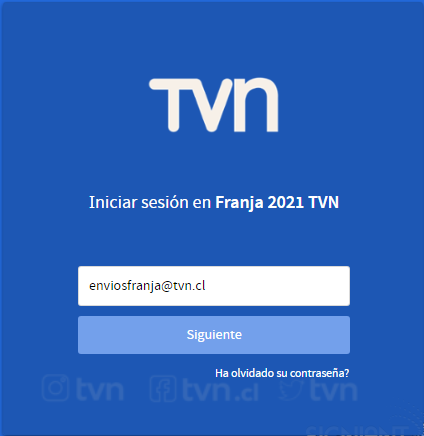 TVN
Iniciar sesión en Franja 2021 TVN
enviosfranja@tvn.cl
Siguiente
Ha olvidado su contraseña?
tvn tvn.cl tvn
SIGNIANT